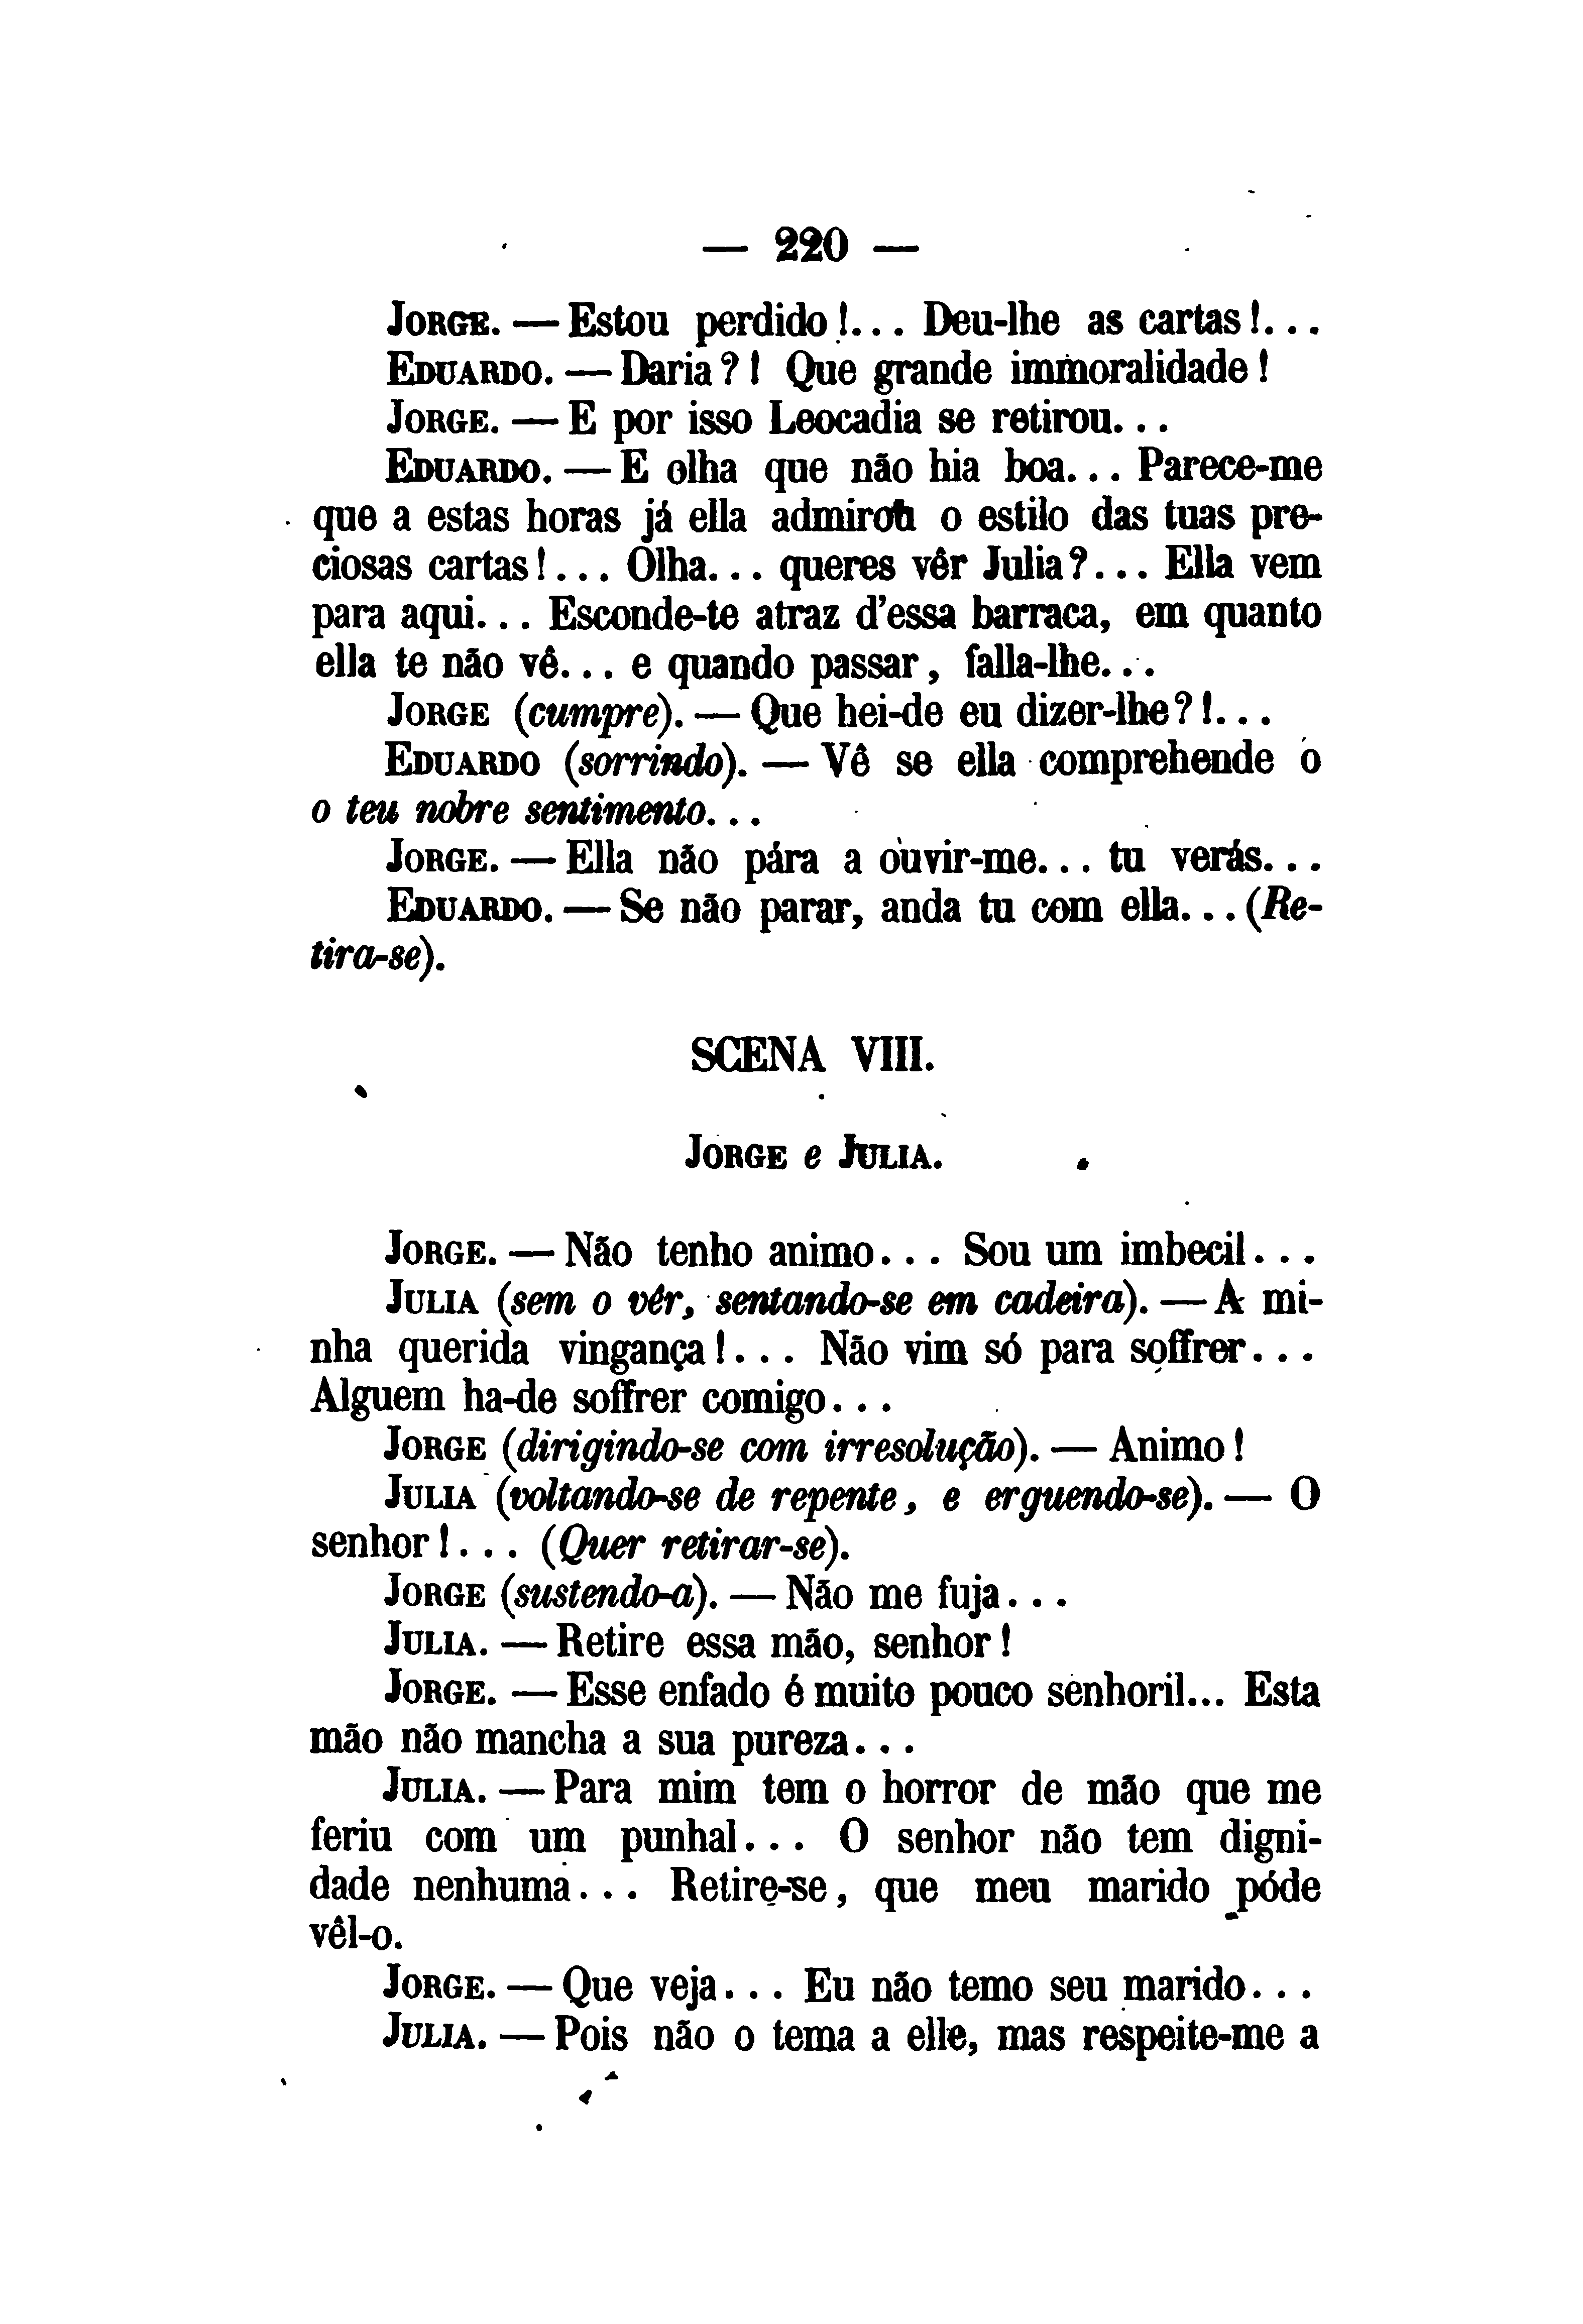 — 220 —
JORGE. — Estou perdido!... Deu-lhe as cartas!...
EDUARDO. — Daria?! Que grande immoralidade!
JORGE. — E por isso Leocadia se retirou...
EDUARDO. — E olha que não hia boa... Parece-me
que a estas horas já ella admirou o estilo das tuas pre-
ciosas cartas!... Olha... queres vêr Julia?... Ella vem
para aqui... Esconde-te atraz d'essa barraca, em quanto
ella te não vê... e quando passar, falla-lhe...
JORGE (cumpre). — Que hei-de eu dizer-lhe?!...
EDUARDO (sorrindo). — Vê se ella comprehende o
o teu nobre sentimento...
JORGE. — Ella não pára a ouvir-me... tu verás...
EDUARDO. — Se não parar, anda tu com ella... (Re-
tira-se).
SCENA VIII.
JORGE e JULIA.
JORGE. — Não tenho animo... Sou um imbecil...
JULIA (sem o vêr, sentando-se em cadeira). — A mi-
nha querida vingança!... Não vim só para soffrer...
Alguem ha-de soffrer comigo...
JORGE (dirigindo-se com irresolução). — Animo!
JULIA (voltando-se de repente, e erguendo-se). — O
senhor!... (Quer retirar-se).
JORGE (sustendo-a). — Não me fuja...
JULIA. — Retire essa mão, senhor!
JORGE. — Esse enfado é muito pouco senhoril... Esta
mão não mancha a sua pureza...
JULIA. — Para mim tem o horror de mão que me
feriu com um punhal... O senhor não tem digni-
dade nenhuma... Retire-se, que meu marido póde
vêl-o.
JORGE. — Que veja... Eu não temo seu marido...
JULIA. — Pois não o tema a elle, mas respeite-me a